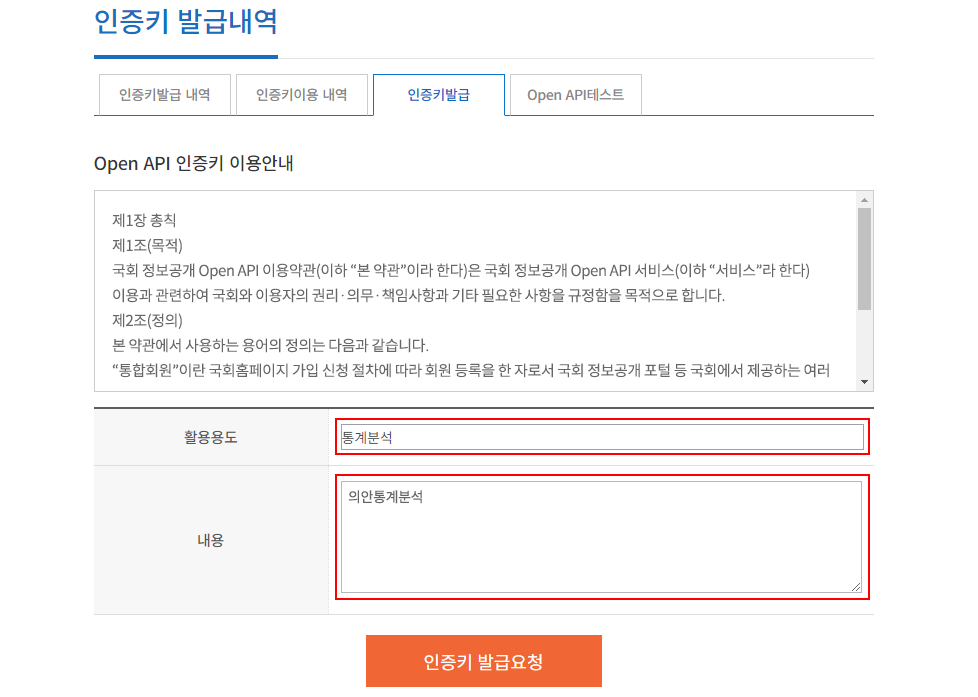 인증키 발급내역
인증키발급 내역
인증키이용 내역
인증키발급
Open API테스트
Open API 인증키 이용안내
제1장 총칙
제1조(목적)
국회 정보공개 Open API 이용약관(이하 “본 약관”이라 한다)은 국회 정보공개 Open API 서비스(이하 “서비스”라 한다)
이용과 관련하여 국회와 이용자의 권리·의무·책임사항과 기타 필요한 사항을 규정함을 목적으로 합니다.
제2조(정의)
본 약관에서 사용하는 용어의 정의는 다음과 같습니다.
“통합회원”이란 국회홈페이지 가입 신청 절차에 따라 회원 등록을 한 자로서 국회 정보공개 포털 등 국회에서 제공하는 여러
활용용도
통계분석
내용
의안통계분석
인증키 발급요청